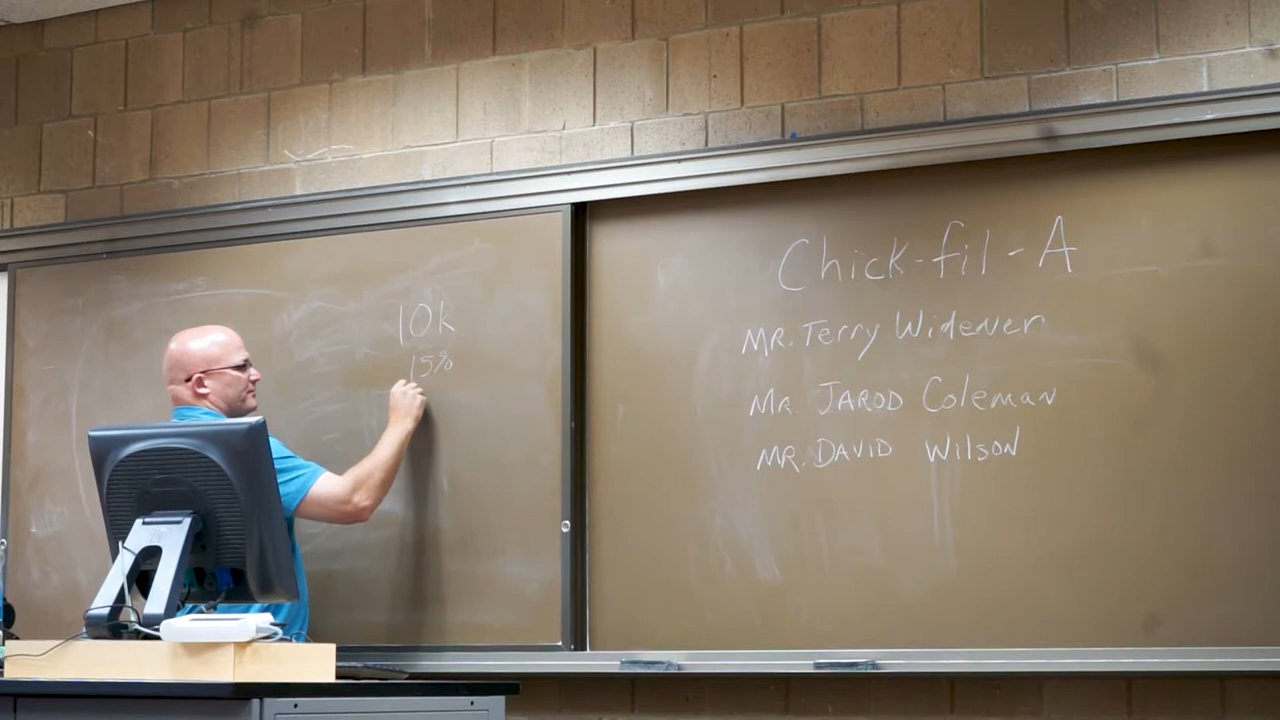 10k
15%
Chick-fil-A
MR. Terry Widener
MR. JAROD Coleman
MR. DAVID WilsoN